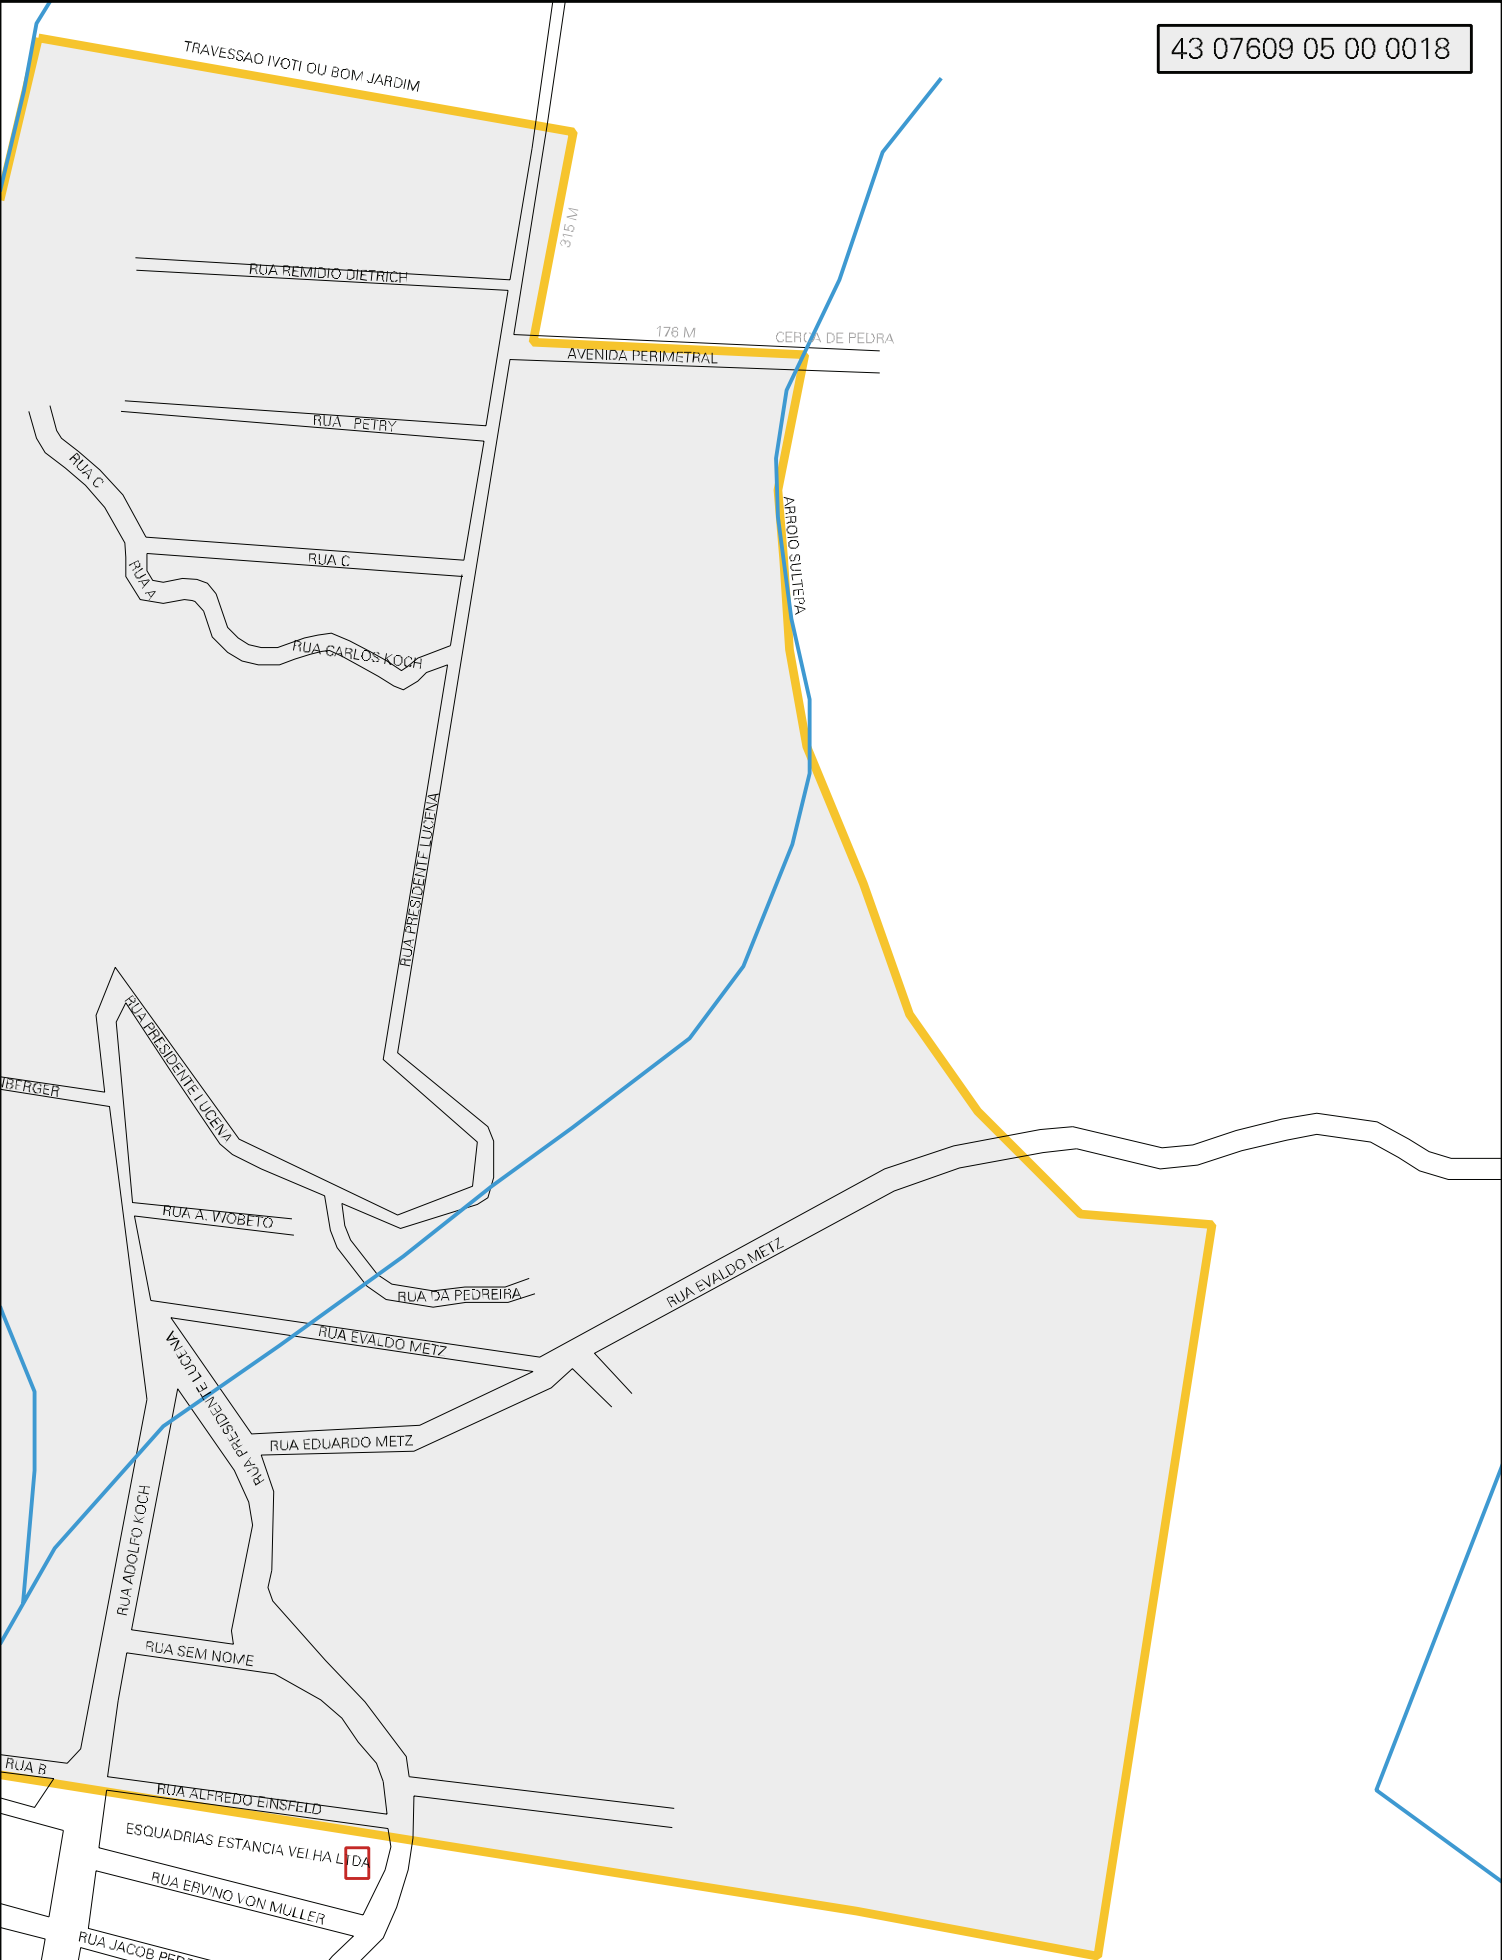 43 07609 05 00 0018
TRAVESSAO IVOTI OU BOM JARDIM
315 M
RUA REMIDIO DIETRICH
176 M
CERCA DE PEDRA
AVENIDA PERIMETRAL
RUA PETRY
RUA C
ARROIO SULTEPA
RUA C
RUA A
RUA CARLOS KOCH
RUA PRESIDENTE LUCENA
RUA PRESIDENTE LUCENA
NBERGER
RUA A. WOBETO
RUA EVALDO METZ
RUA DA PEDREIRA
RUA EVALDO METZ
RUA PRESIDENTE LUCENA
RUA EDUARDO METZ
RUA ADOLFO KOCH
RUA SEM NOME
RUA B
RUA ALFREDO EINSFELD
ESQUADRIAS ESTANCIA VELHA LTDA
RUA ERVINO VON MULLER
RUA JACOB